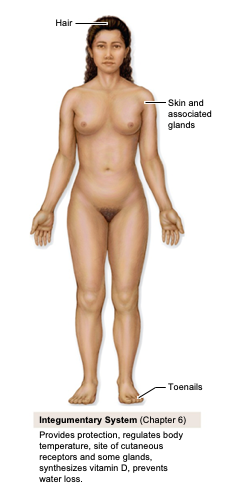 Hair
Skin and
associated
glands
Toenails
Integumentary System (Chapter 6)
Provides protection, regulates body
temperature, site of cutaneous
receptors and some glands,
synthesizes vitamin D, prevents
water loss.